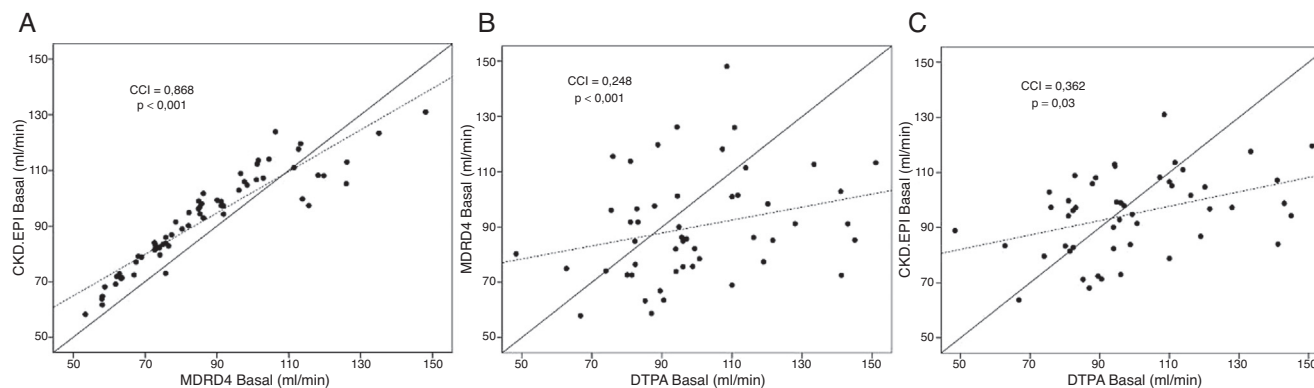 A
CCI = 0,868
p < 0,001
150
130
110
90
70
50
CKD.EPI Basal (ml/min)
50 70 90 110 130 150
MDRD4 Basal (ml/min)
B
CCI = 0,248
p < 0,001
150
130
110
90
70
50
MDRD4 Basal (ml/min)
50 70 90 110 130 150
DTPA Basal (ml/min)
C
CCI = 0,362
p = 0,03
150
130
110
90
70
50
CKD.EPI Basal (ml/min)
50 70 90 110 130 150
DTPA Basal (ml/min)